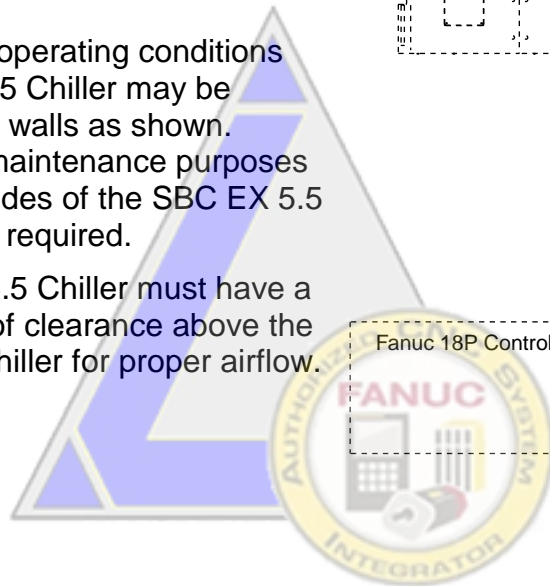 operating conditions
5 Chiller may be
walls as shown.
maintenance purposes
des of the SBC EX 5.5
required.
.5 Chiller must have a
of clearance above the
hiller for proper airflow.
Fanuc 18P Control
FANUC
AUTHORIZED CNC SYSTEM
INTEGRATOR